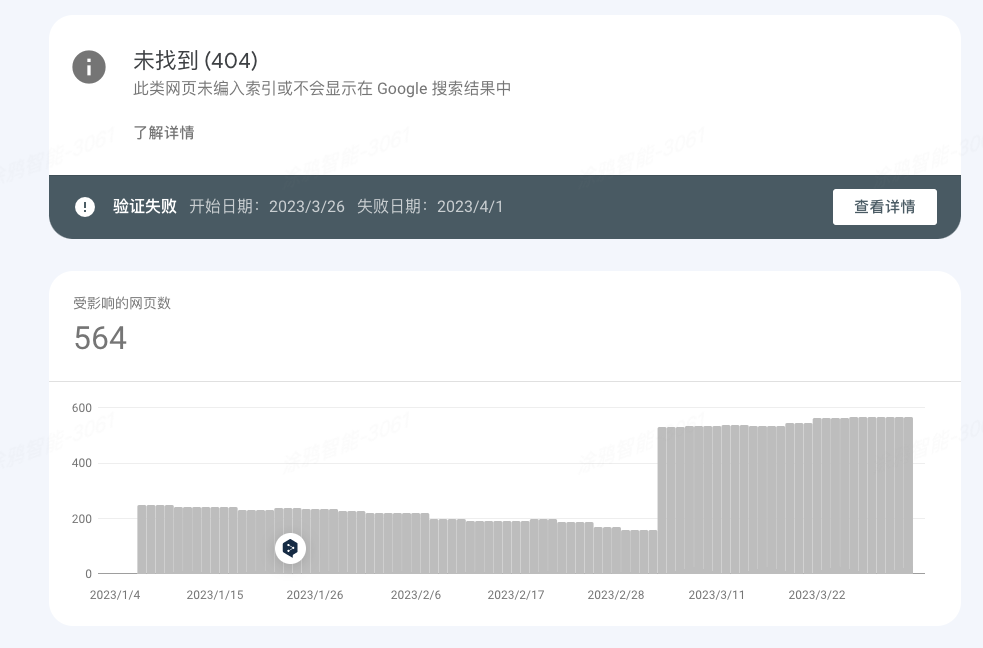 未找到 (404)
此类网页未编入索引或不会显示在 Google 搜索结果中
了解详情
验证失败 开始日期：2023/3/26 失败日期：2023/4/1
查看详情
受影响的网页数
564
600
400
200
0
2023/1/4 2023/1/15 2023/1/26 2023/2/6 2023/2/17 2023/2/28 2023/3/11 2023/3/22